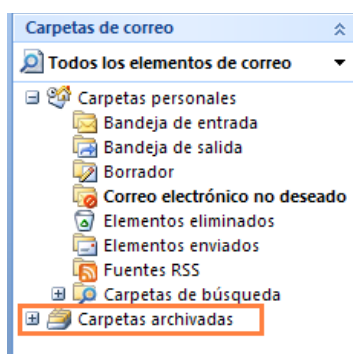 Carpetas de correo
Todos los elementos de correo
Carpetas personales
Bandeja de entrada
Bandeja de salida
Borrador
Correo electrónico no deseado
Elementos eliminados
Elementos enviados
Fuentes RSS
Carpetas de búsqueda
Carpetas archivadas